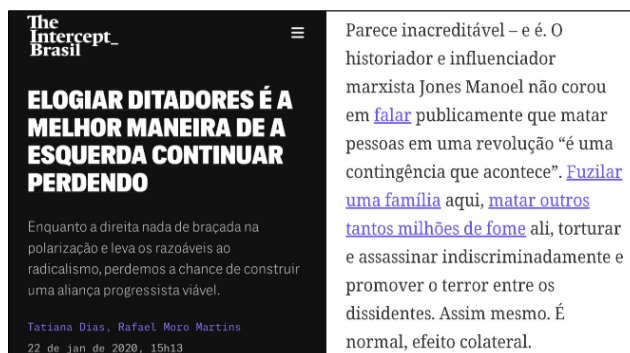 The
Intercept_
Brasil
ELOGIAR DITADORES É A
MELHOR MANEIRA DE A
ESQUERDA CONTINUAR
PERDENDO
Enquanto a direita nada de braçada na
polarização e leva os razoáveis ao
radicalismo, perdemos a chance de construir
uma aliança progressista viável.
Tatiana Dias, Rafael Moro Martins
22 de jan de 2020, 15h13
Parece inacreditável – e é. O
historiador e influenciador
marxista Jones Manoel não corou
em falar publicamente que matar
pessoas em uma revolução “é uma
contingência que acontece”. Fuzilar
uma família aqui, matar outros
tantos milhões de fome ali, torturar
e assassinar indiscriminadamente e
promover o terror entre os
dissidentes. Assim mesmo. É
normal, efeito colateral.